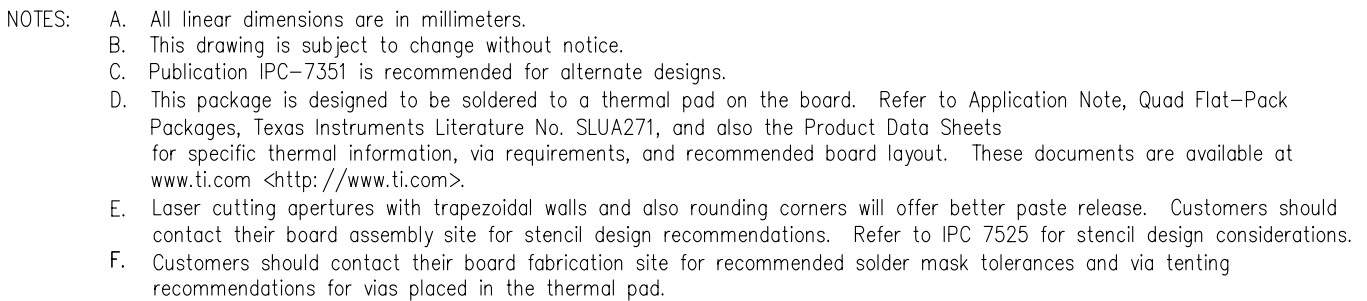 NOTES: A. All linear dimensions are in millimeters.
B. This drawing is subject to change without notice.
C. Publication IPC-7351 is recommended for alternate designs.
D. This package is designed to be soldered to a thermal pad on the board. Refer to Application Note, Quad Flat-Pack
Packages, Texas Instruments Literature No. SLUA271, and also the Product Data Sheets
for specific thermal information, via requirements, and recommended board layout. These documents are available at
www.ti.com <http://www.ti.com>.
E. Laser cutting apertures with trapezoidal walls and also rounding corners will offer better paste release. Customers should
contact their board assembly site for stencil design recommendations. Refer to IPC 7525 for stencil design considerations.
F. Customers should contact their board fabrication site for recommended solder mask tolerances and via tenting
recommendations for vias placed in the thermal pad.